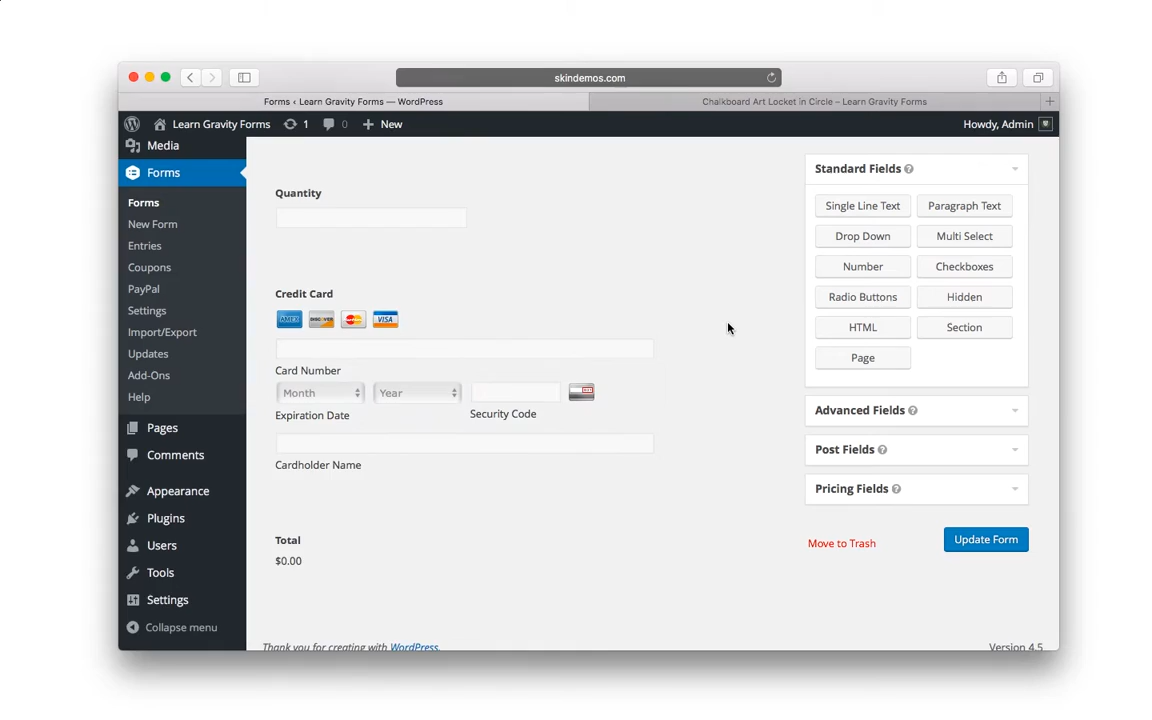 skindemos.com
Forms ‹ Learn Gravity Forms — WordPress
Chalkboard Art Locket in Circle – Learn Gravity Forms
Learn Gravity Forms 1 0 New
Howdy, Admin
Media
Forms
Forms
New Form
Entries
Coupons
PayPal
Settings
Import/Export
Updates
Add-Ons
Help
Pages
Comments
Appearance
Plugins
Users
Tools
Settings
Collapse menu
Quantity
Credit Card
AMEX DISCOVER MasterCard VISA
Card Number
Month Year
Expiration Date Security Code
Cardholder Name
Total
$0.00
Thank you for creating with WordPress.
Standard Fields
Single Line Text Paragraph Text
Drop Down Multi Select
Number Checkboxes
Radio Buttons Hidden
HTML Section
Page
Advanced Fields
Post Fields
Pricing Fields
Move to Trash Update Form
Version 4.5